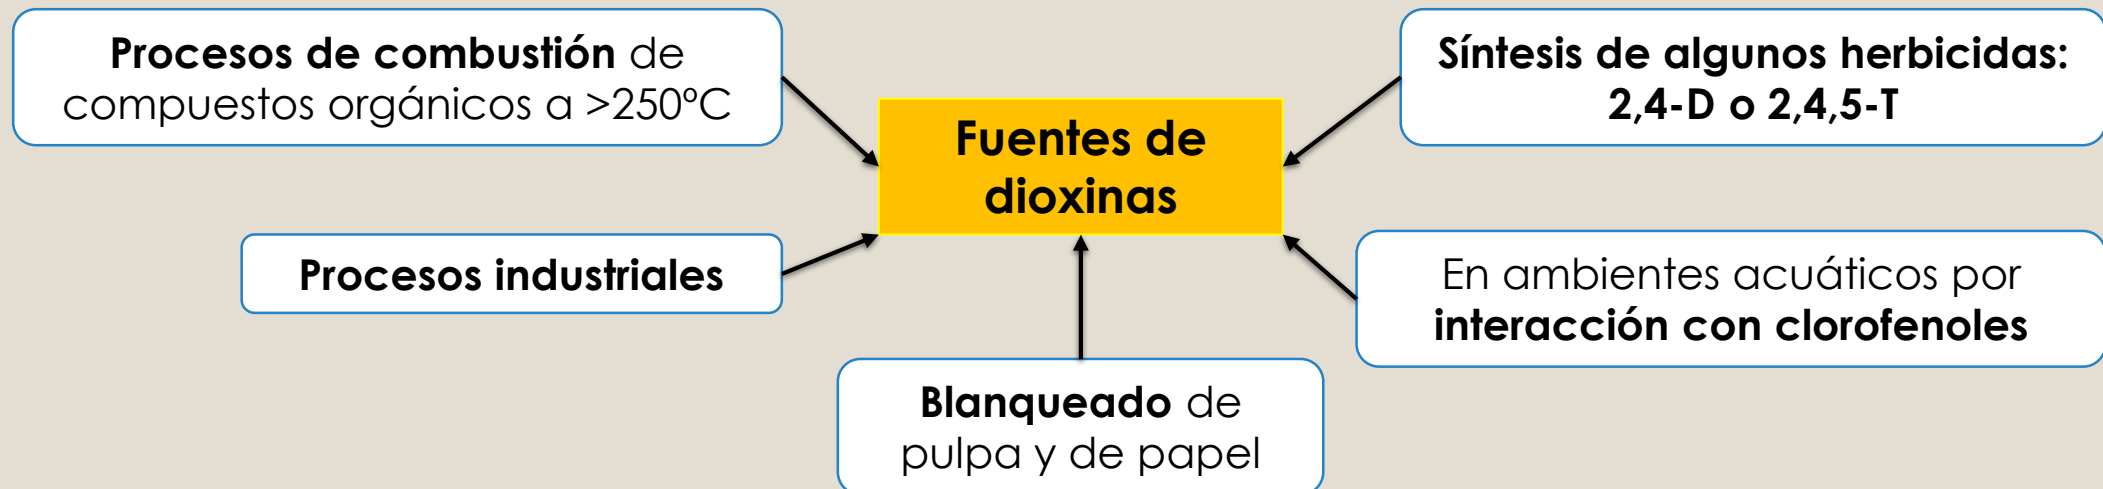 Procesos de combustión de
compuestos orgánicos a >250ºC
Síntesis de algunos herbicidas:
2,4-D o 2,4,5-T
Fuentes de
dioxinas
Procesos industriales
En ambientes acuáticos por
interacción con clorofenoles
Blanqueado de
pulpa y de papel